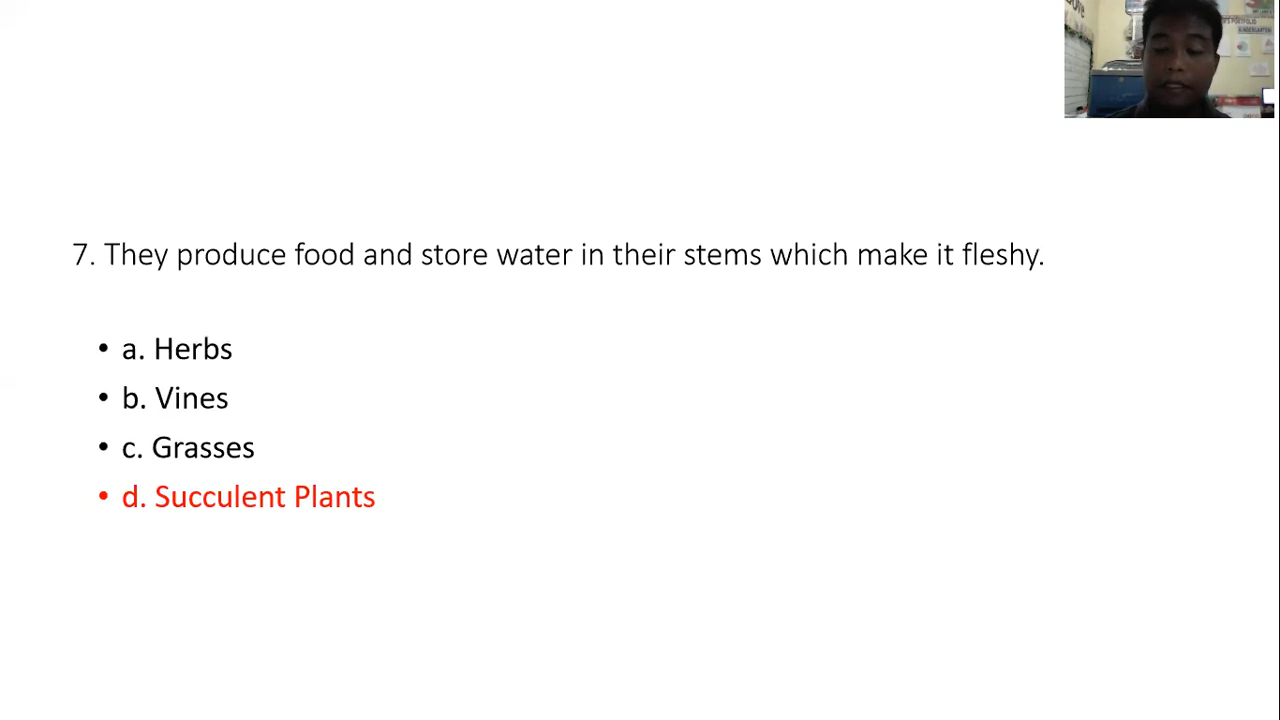 7. They produce food and store water in their stems which make it fleshy.
• a. Herbs
• b. Vines
• c. Grasses
• d. Succulent Plants
KINDERGARTEN